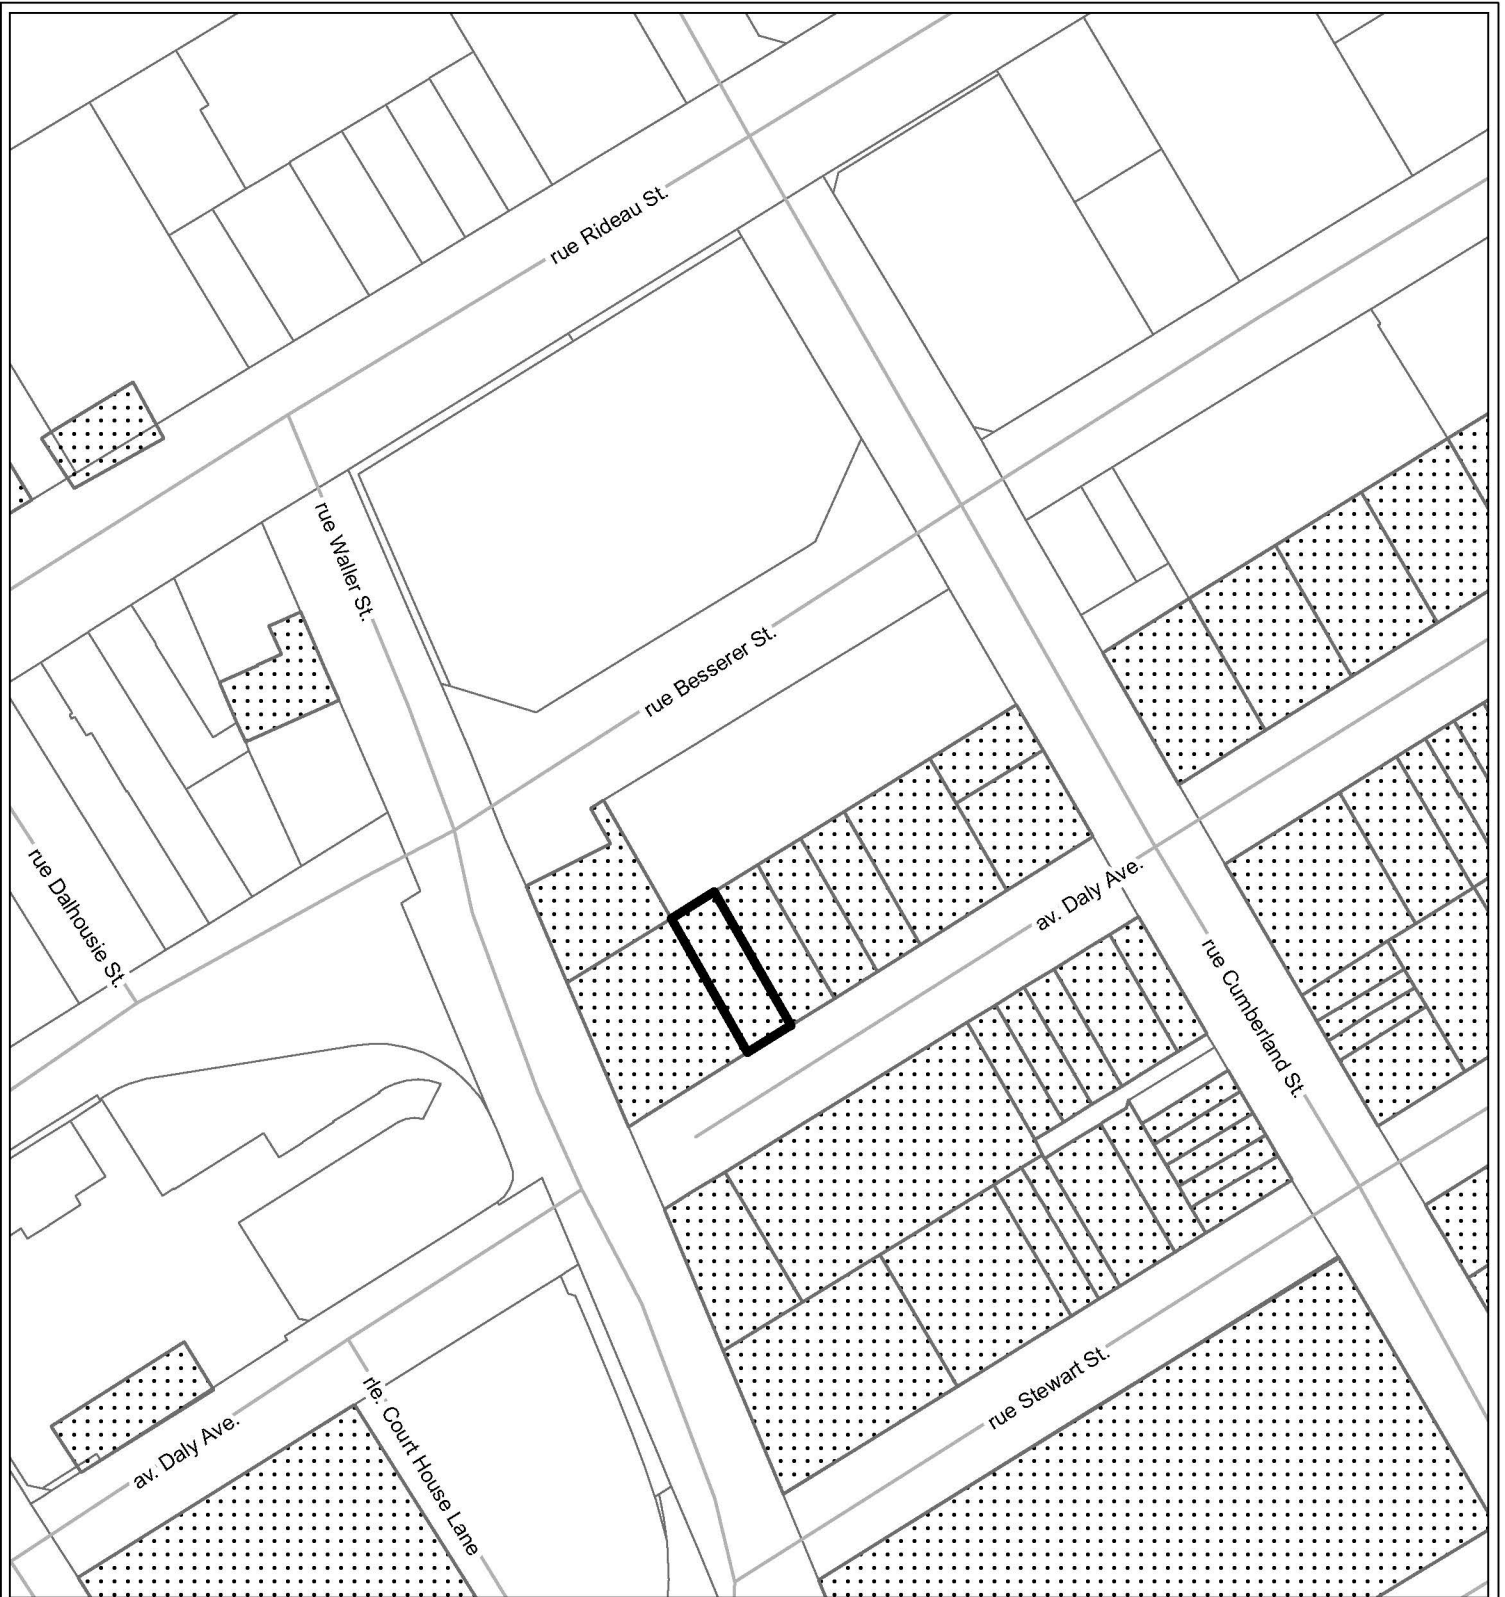 rue Rideau St.
rue Waller St.
rue Besserer St.
rue Dalhousie St.
av. Daly Ave.
rue Cumberland St.
rue Stewart St.
rle. Court House Lane
av. Daly Ave.